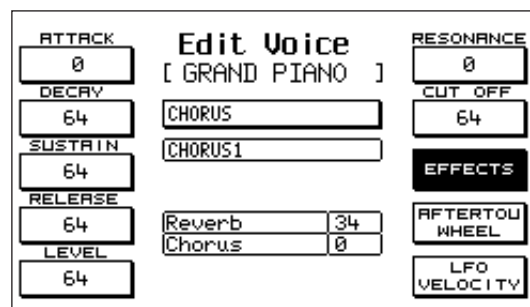 ATTACK
0
DECAY
64
SUSTAIN
64
RELEASE
64
LEVEL
64
Edit Voice
[ GRAND PIANO ]
CHORUS
CHORUS1
Reverb 34
Chorus 0
RESONANCE
0
CUT OFF
64
EFFECTS
AFTERTOU
WHEEL
LFO
VELOCITY